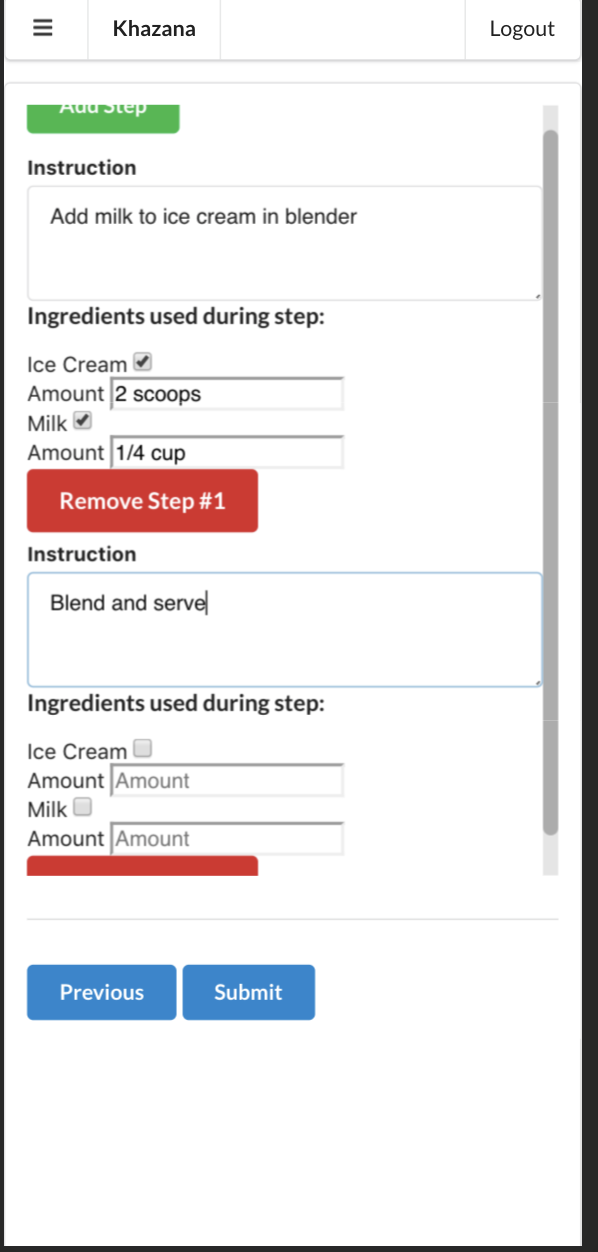 Khazana Logout
Add Step
Instruction
Add milk to ice cream in blender
Ingredients used during step:
Ice Cream
Amount 2 scoops
Milk
Amount 1/4 cup
Remove Step #1
Instruction
Blend and serve
Ingredients used during step:
Ice Cream
Amount Amount
Milk
Amount Amount
Previous Submit